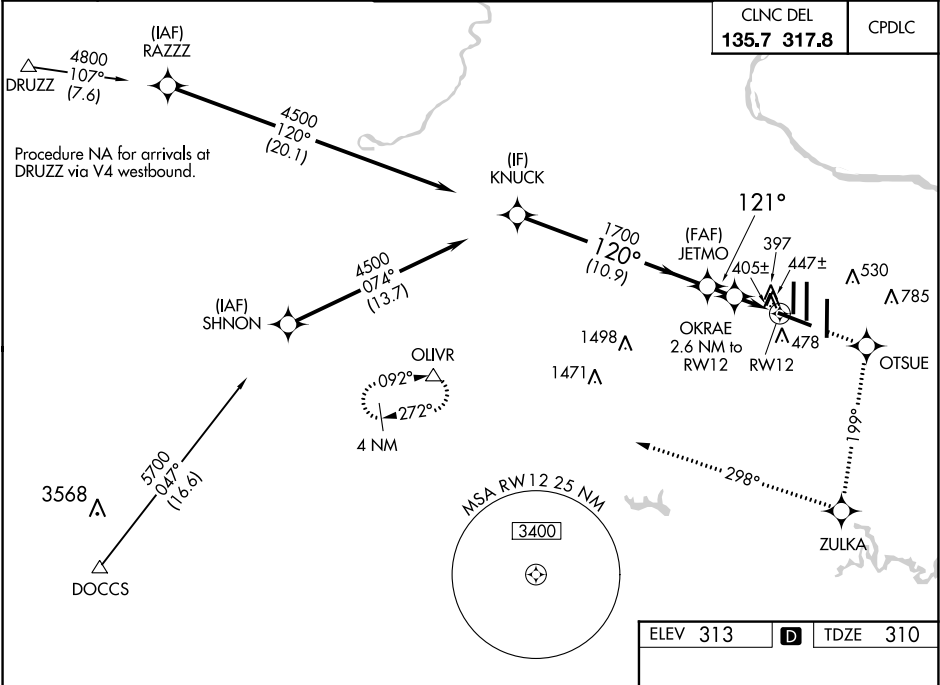 CLNC DEL
135.7 317.8
CPDLC
(IAF)
RAZZZ
DRUZZ
4800
107°
(7.6)
4500
120°
(20.1)
Procedure NA for arrivals at
DRUZZ via V4 westbound.
(IF)
KNUCK
1700
120°
(10.9)
(FAF)
JETMO
121°
397
405±
447±
530
785
478
OKRAE
2.6 NM to
RW12
RW12
OTSUE
4500
074°
(13.7)
(IAF)
SHNON
OLIVR
092°
272°
4 NM
1498
1471
199°
298°
ZULKA
5700
047°
(16.6)
3568
DOCCS
MSA RW12 25 NM
3400
ELEV 313
D
TDZE 310